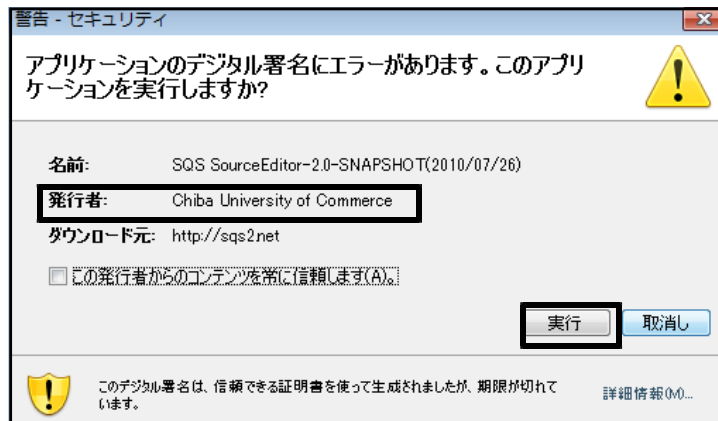 警告 - セキュリティ
アプリケーションのデジタル署名にエラーがあります。このアプリ
ケーションを実行しますか?
名前: SQS SourceEditor-2.0-SNAPSHOT(2010/07/26)
発行者: Chiba University of Commerce
ダウンロード元: http://sqs2.net
この発行者からのコンテンツを常に信頼します(A)。
実行 取消し
このデジタル署名は、信頼できる証明書を使って生成されましたが、期限が切れて
います。
詳細情報(M)...